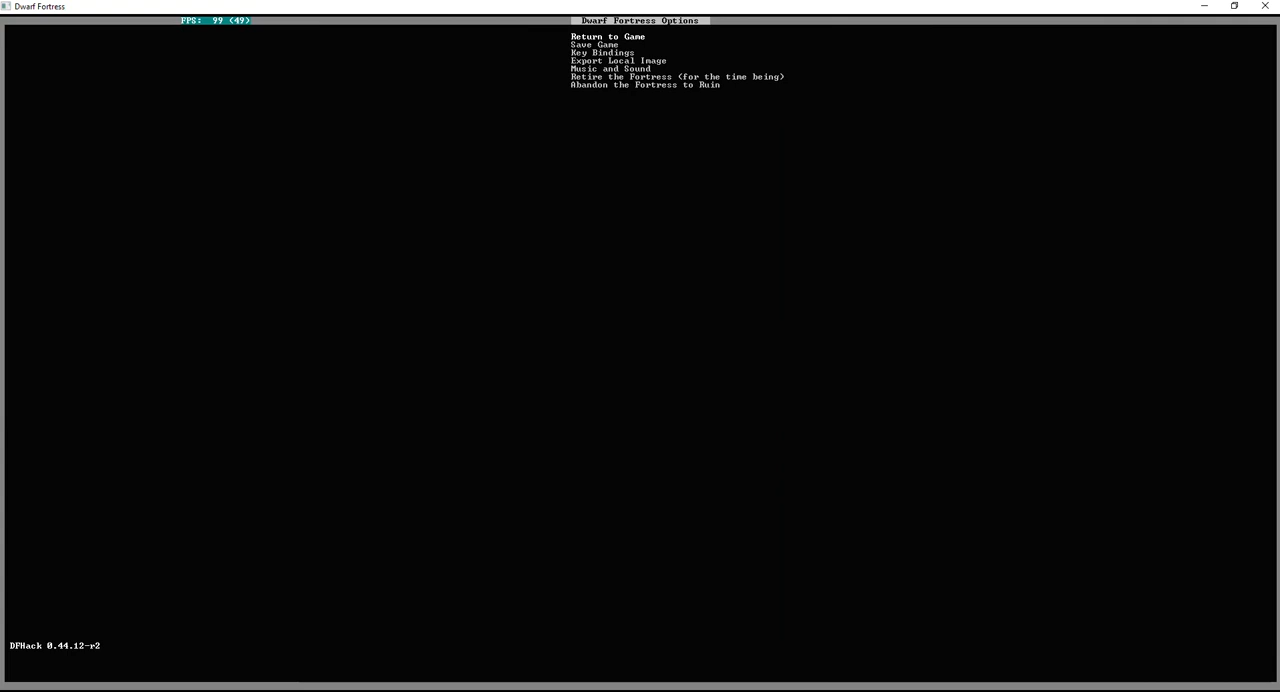 Dwarf Fortress
FPS: 99 (49)
Dwarf Fortress Options
Return to Game
Save Game
Key Bindings
Export Local Image
Music and Sound
Retire the Fortress (for the time being)
Abandon the Fortress to Ruin
DFHack 0.44.12-r2